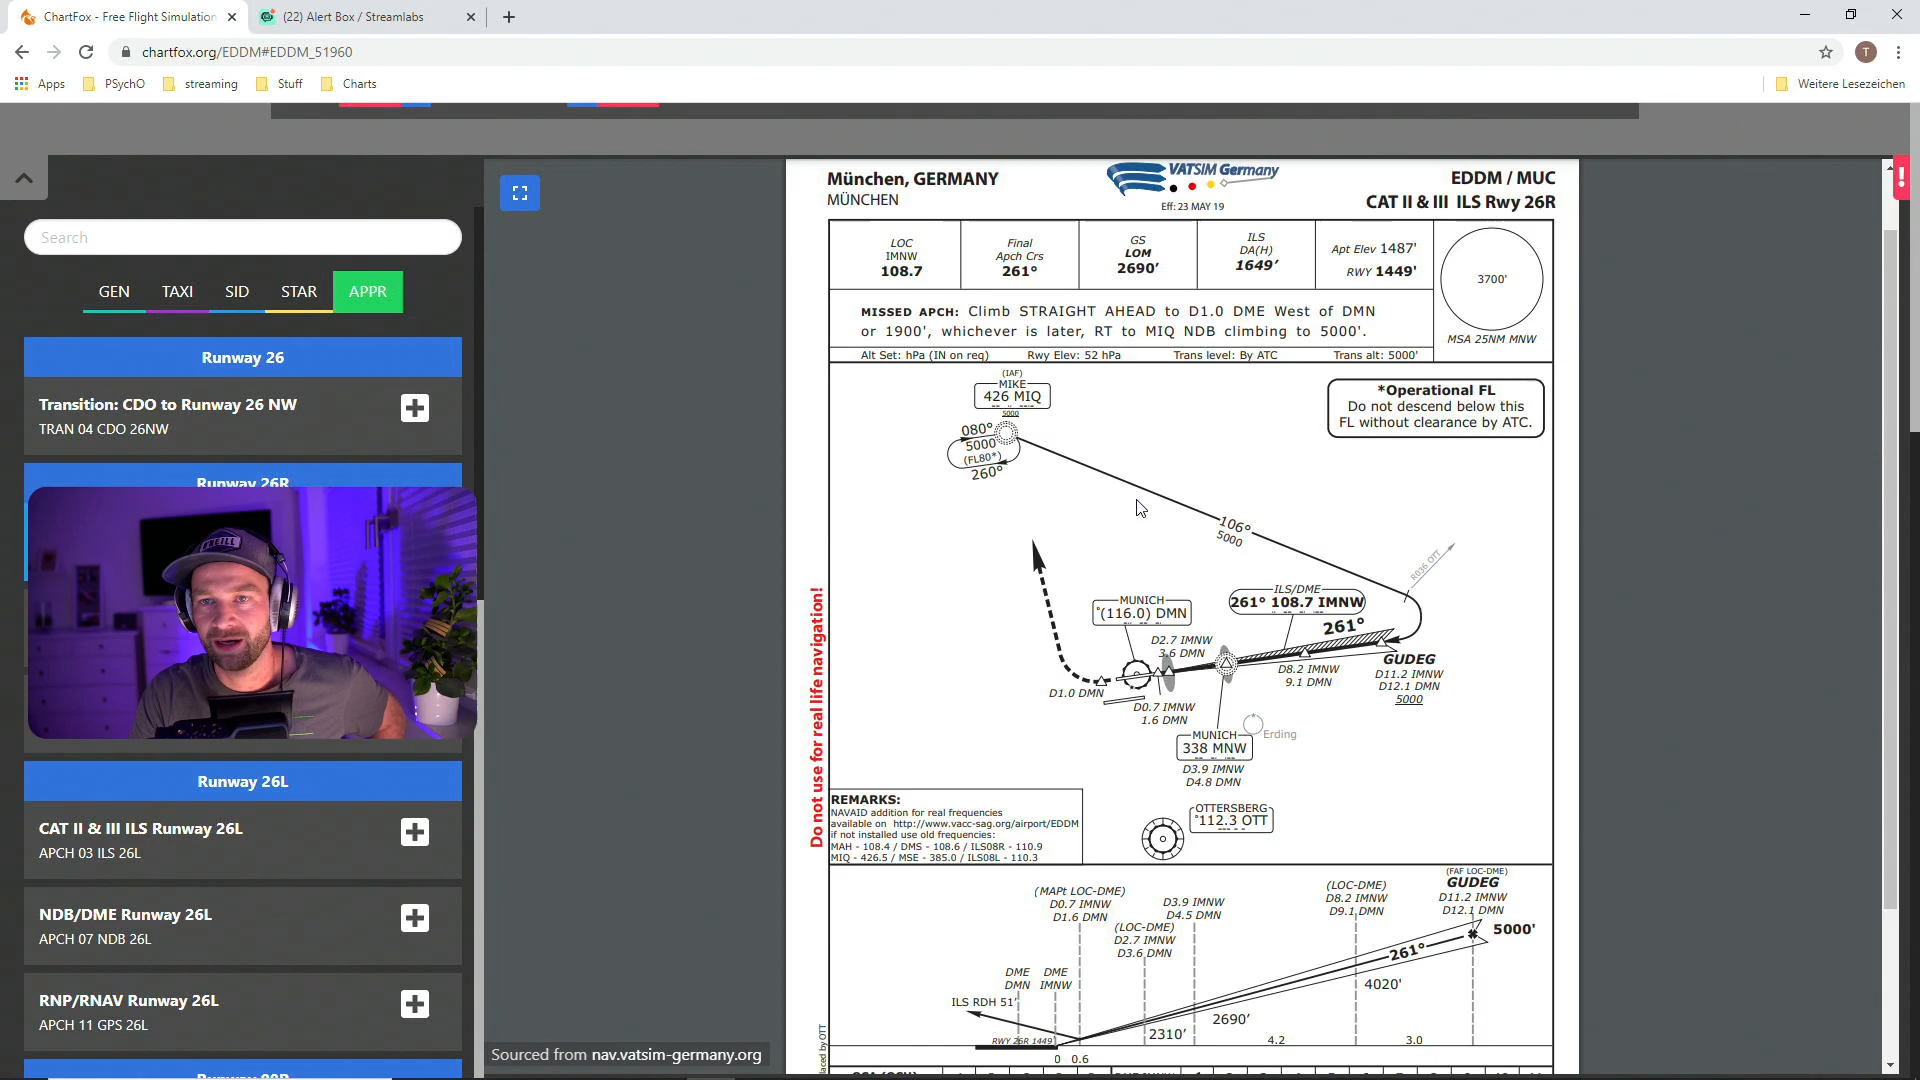 ChartFox - Free Flight Simulation
(22) Alert Box / Streamlabs
chartfox.org/EDDM#EDDM_51960
T
Apps
PSychO
streaming
Stuff
Charts
Weitere Lesezeichen
Search
GEN
TAXI
SID
STAR
APPR
Runway 26
Transition: CDO to Runway 26 NW
TRAN 04 CDO 26NW
Runway 26R
Runway 26L
CAT II & III ILS Runway 26L
APCH 03 ILS 26L
NDB/DME Runway 26L
APCH 07 NDB 26L
RNP/RNAV Runway 26L
APCH 11 GPS 26L
O'NEILL
Sourced from nav.vatsim-germany.org
München, GERMANY
MÜNCHEN
VATSIM Germany
Eff: 23 MAY 19
EDDM / MUC
CAT II & III ILS Rwy 26R
LOC
IMNW
108.7
Final
Apch Crs
261°
GS
LOM
2690'
ILS
DA(H)
1649'
Apt Elev 1487'
RWY 1449'
3700'
MSA 25NM MNW
MISSED APCH: Climb STRAIGHT AHEAD to D1.0 DME West of DMN
or 1900', whichever is later, RT to MIQ NDB climbing to 5000'.
Alt Set: hPa (IN on req)
Rwy Elev: 52 hPa
Trans level: By ATC
Trans alt: 5000'
(IAF)
MIKE
426 MIQ
5000
080°
5000
(FL80*)
260°
*Operational FL
Do not descend below this
FL without clearance by ATC.
106°
5000
R036 OTT
ILS/DME
261° 108.7 IMNW
261°
MUNICH
*(116.0) DMN
D2.7 IMNW
3.6 DMN
GUDEG
D11.2 IMNW
D12.1 DMN
5000
D8.2 IMNW
9.1 DMN
D1.0 DMN
D0.7 IMNW
1.6 DMN
Erding
MUNICH
338 MNW
D3.9 IMNW
D4.8 DMN
OTTERSBERG
*112.3 OTT
Do not use for real life navigation!
REMARKS:
NAVAID addition for real frequencies
available on http://www.vacc-sag.org/airport/EDDM
if not installed use old frequencies:
MAH - 108.4 / DMS - 108.6 / ILS08R - 110.9
MIQ - 426.5 / MSE - 385.0 / ILS08L - 110.3
(MAPt LOC-DME)
D0.7 IMNW
D1.6 DMN
D3.9 IMNW
D4.5 DMN
(LOC-DME)
D2.7 IMNW
D3.6 DMN
(LOC-DME)
D8.2 IMNW
D9.1 DMN
(FAF LOC-DME)
GUDEG
D11.2 IMNW
D12.1 DMN
5000'
261°
4020'
DME
DMN
DME
IMNW
ILS RDH 51'
2690'
2310'
RWY 26R 1449'
4.2
3.0
0
0.6